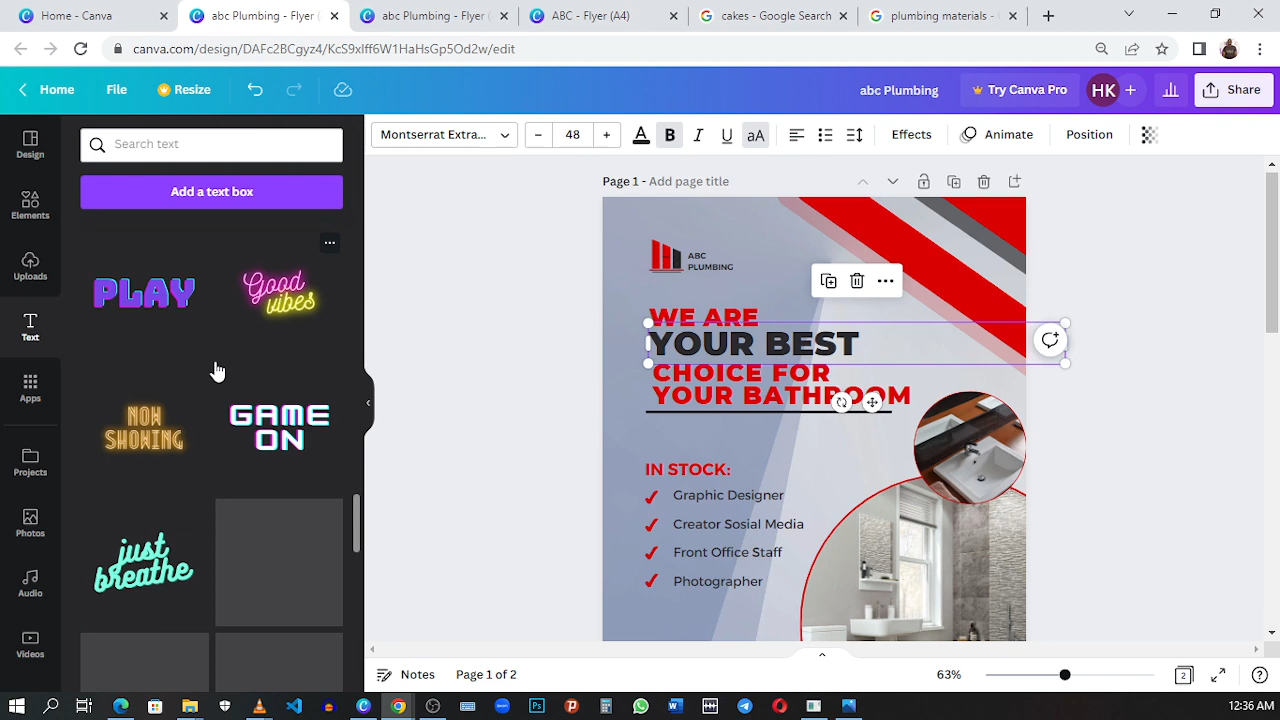 Home - Canva
abc Plumbing - Flyer (
abc Plumbing - Flyer (
ABC - Flyer (A4)
cakes - Google Search
plumbing materials -
canva.com/design/DAFc2BCgyz4/KcS9xIff6W1HaHsGp5Od2w/edit
Home
File
Resize
abc Plumbing
Try Canva Pro
HK
Share
Design
Elements
Uploads
Text
Apps
Projects
Photos
Audio
Videos
Search text
Add a text box
PLAY
Good
vibes
NOW
SHOWING
GAME
ON
just
breathe
Montserrat Extra...
48
A
B
I
U
aA
Effects
Animate
Position
Page 1 - Add page title
ABC
PLUMBING
WE ARE
YOUR BEST
CHOICE FOR
YOUR BATHROOM
IN STOCK:
Graphic Designer
Creator Sosial Media
Front Office Staff
Photographer
Notes
Page 1 of 2
63%
2
12:36 AM